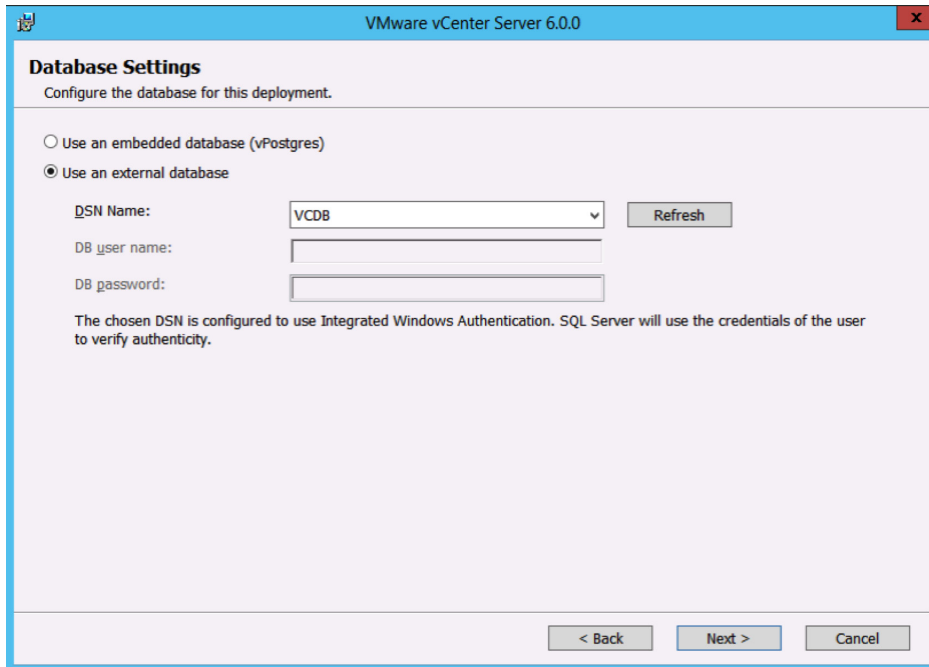 VMware vCenter Server 6.0.0
x
Database Settings
Configure the database for this deployment.
Use an embedded database (vPostgres)
Use an external database
DSN Name:
VCDB
Refresh
DB user name:
DB password:
The chosen DSN is configured to use Integrated Windows Authentication. SQL Server will use the credentials of the user
to verify authenticity.
< Back
Next >
Cancel